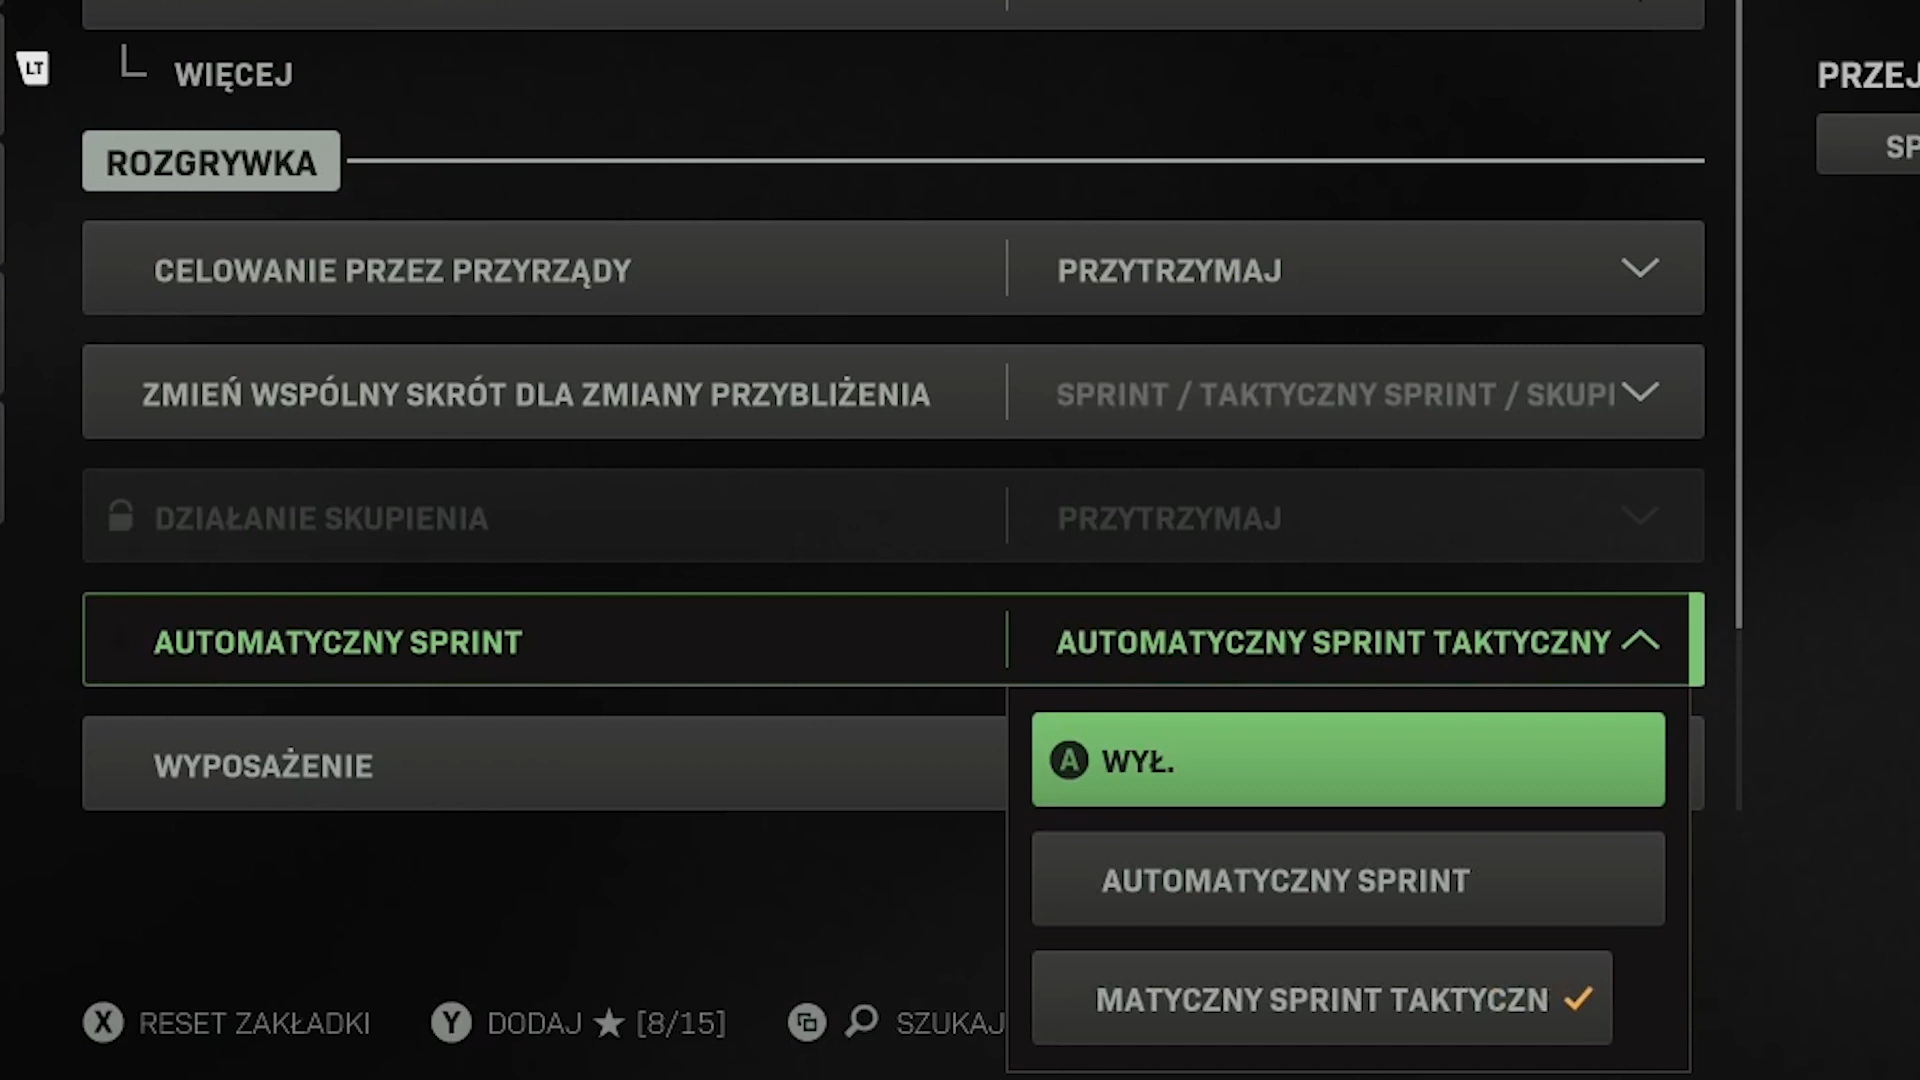 LT
WIĘCEJ
PRZEJ
SP
ROZGRYWKA
CELOWANIE PRZEZ PRZYRZĄDY PRZYTRZYMAJ
ZMIEŃ WSPÓLNY SKRÓT DLA ZMIANY PRZYBLIŻENIA SPRINT / TAKTYCZNY SPRINT / SKUPI
DZIAŁANIE SKUPIENIA PRZYTRZYMAJ
AUTOMATYCZNY SPRINT AUTOMATYCZNY SPRINT TAKTYCZNY
WYPOSAŻENIE
A WYŁ.
AUTOMATYCZNY SPRINT
MATYCZNY SPRINT TAKTYCZN
X RESET ZAKŁADKI Y DODAJ ★ [8/15] SZUKAJ